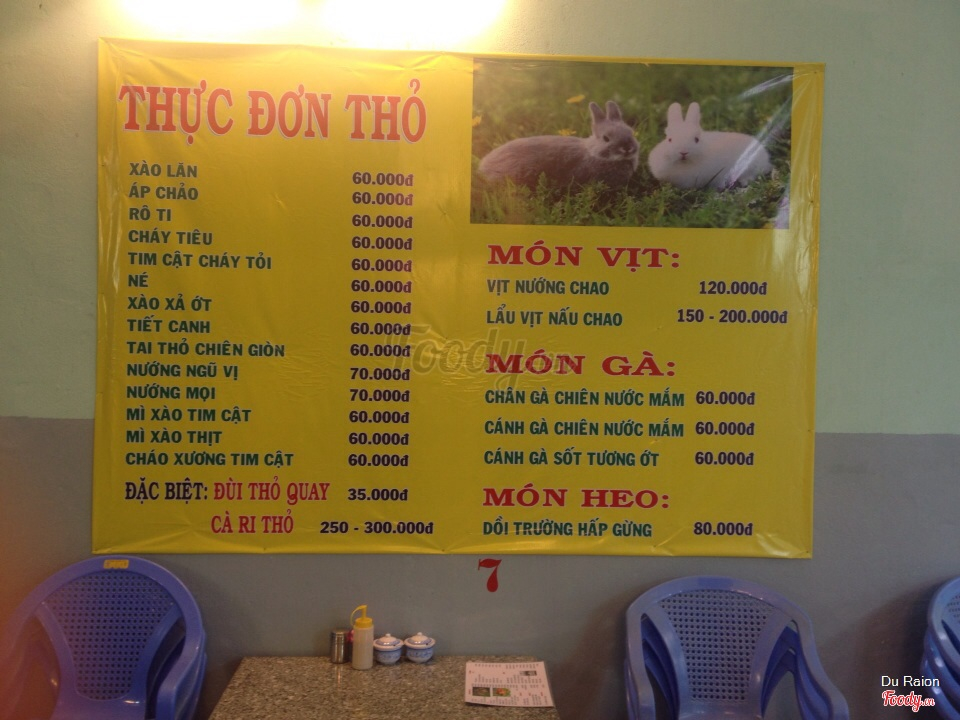 THỰC ĐƠN THỎ
XÀO LĂN 60.000đ
ÁP CHẢO 60.000đ
RÔ TI 60.000đ
CHÁY TIÊU 60.000đ
TIM CẬT CHÁY TỎI 60.000đ
NÉ 60.000đ
XÀO XẢ ỚT 60.000đ
TIẾT CANH 60.000đ
TAI THỎ CHIÊN GIÒN 60.000đ
NƯỚNG NGŨ VỊ 70.000đ
NƯỚNG MỌI 70.000đ
MÌ XÀO TIM CẬT 60.000đ
MÌ XÀO THỊT 60.000đ
CHÁO XƯƠNG TIM CẬT 60.000đ
ĐẶC BIỆT: ĐÙI THỎ QUAY 35.000đ
CÀ RI THỎ 250 - 300.000đ
MÓN VỊT:
VỊT NƯỚNG CHAO 120.000đ
LẨU VỊT NẤU CHAO 150 - 200.000đ
MÓN GÀ:
CHÂN GÀ CHIÊN NƯỚC MẮM 60.000đ
CÁNH GÀ CHIÊN NƯỚC MẮM 60.000đ
CÁNH GÀ SỐT TƯƠNG ỚT 60.000đ
MÓN HEO:
DỒI TRƯỜNG HẤP GỪNG 80.000đ
Foody.vn
7
Du Raion
Foody.vn